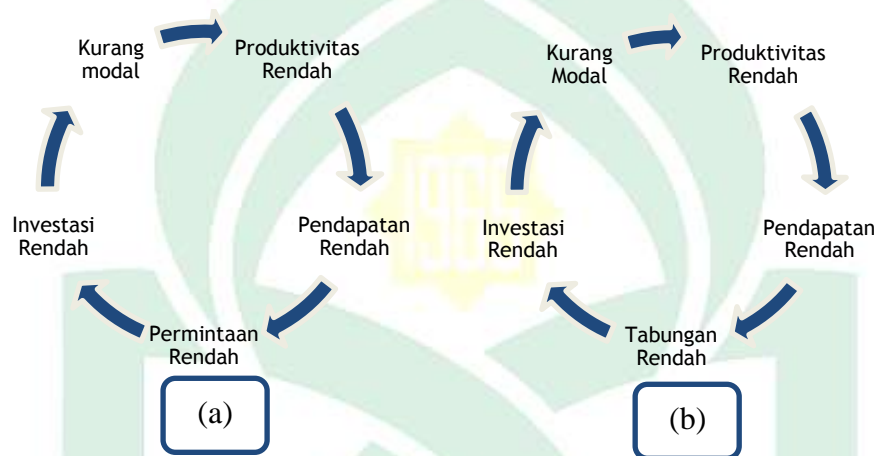 Kurang
modal
Produktivitas
Rendah
Pendapatan
Rendah
Permintaan
Rendah
Investasi
Rendah
(a)
Kurang
Modal
Produktivitas
Rendah
Pendapatan
Rendah
Tabungan
Rendah
Investasi
Rendah
(b)